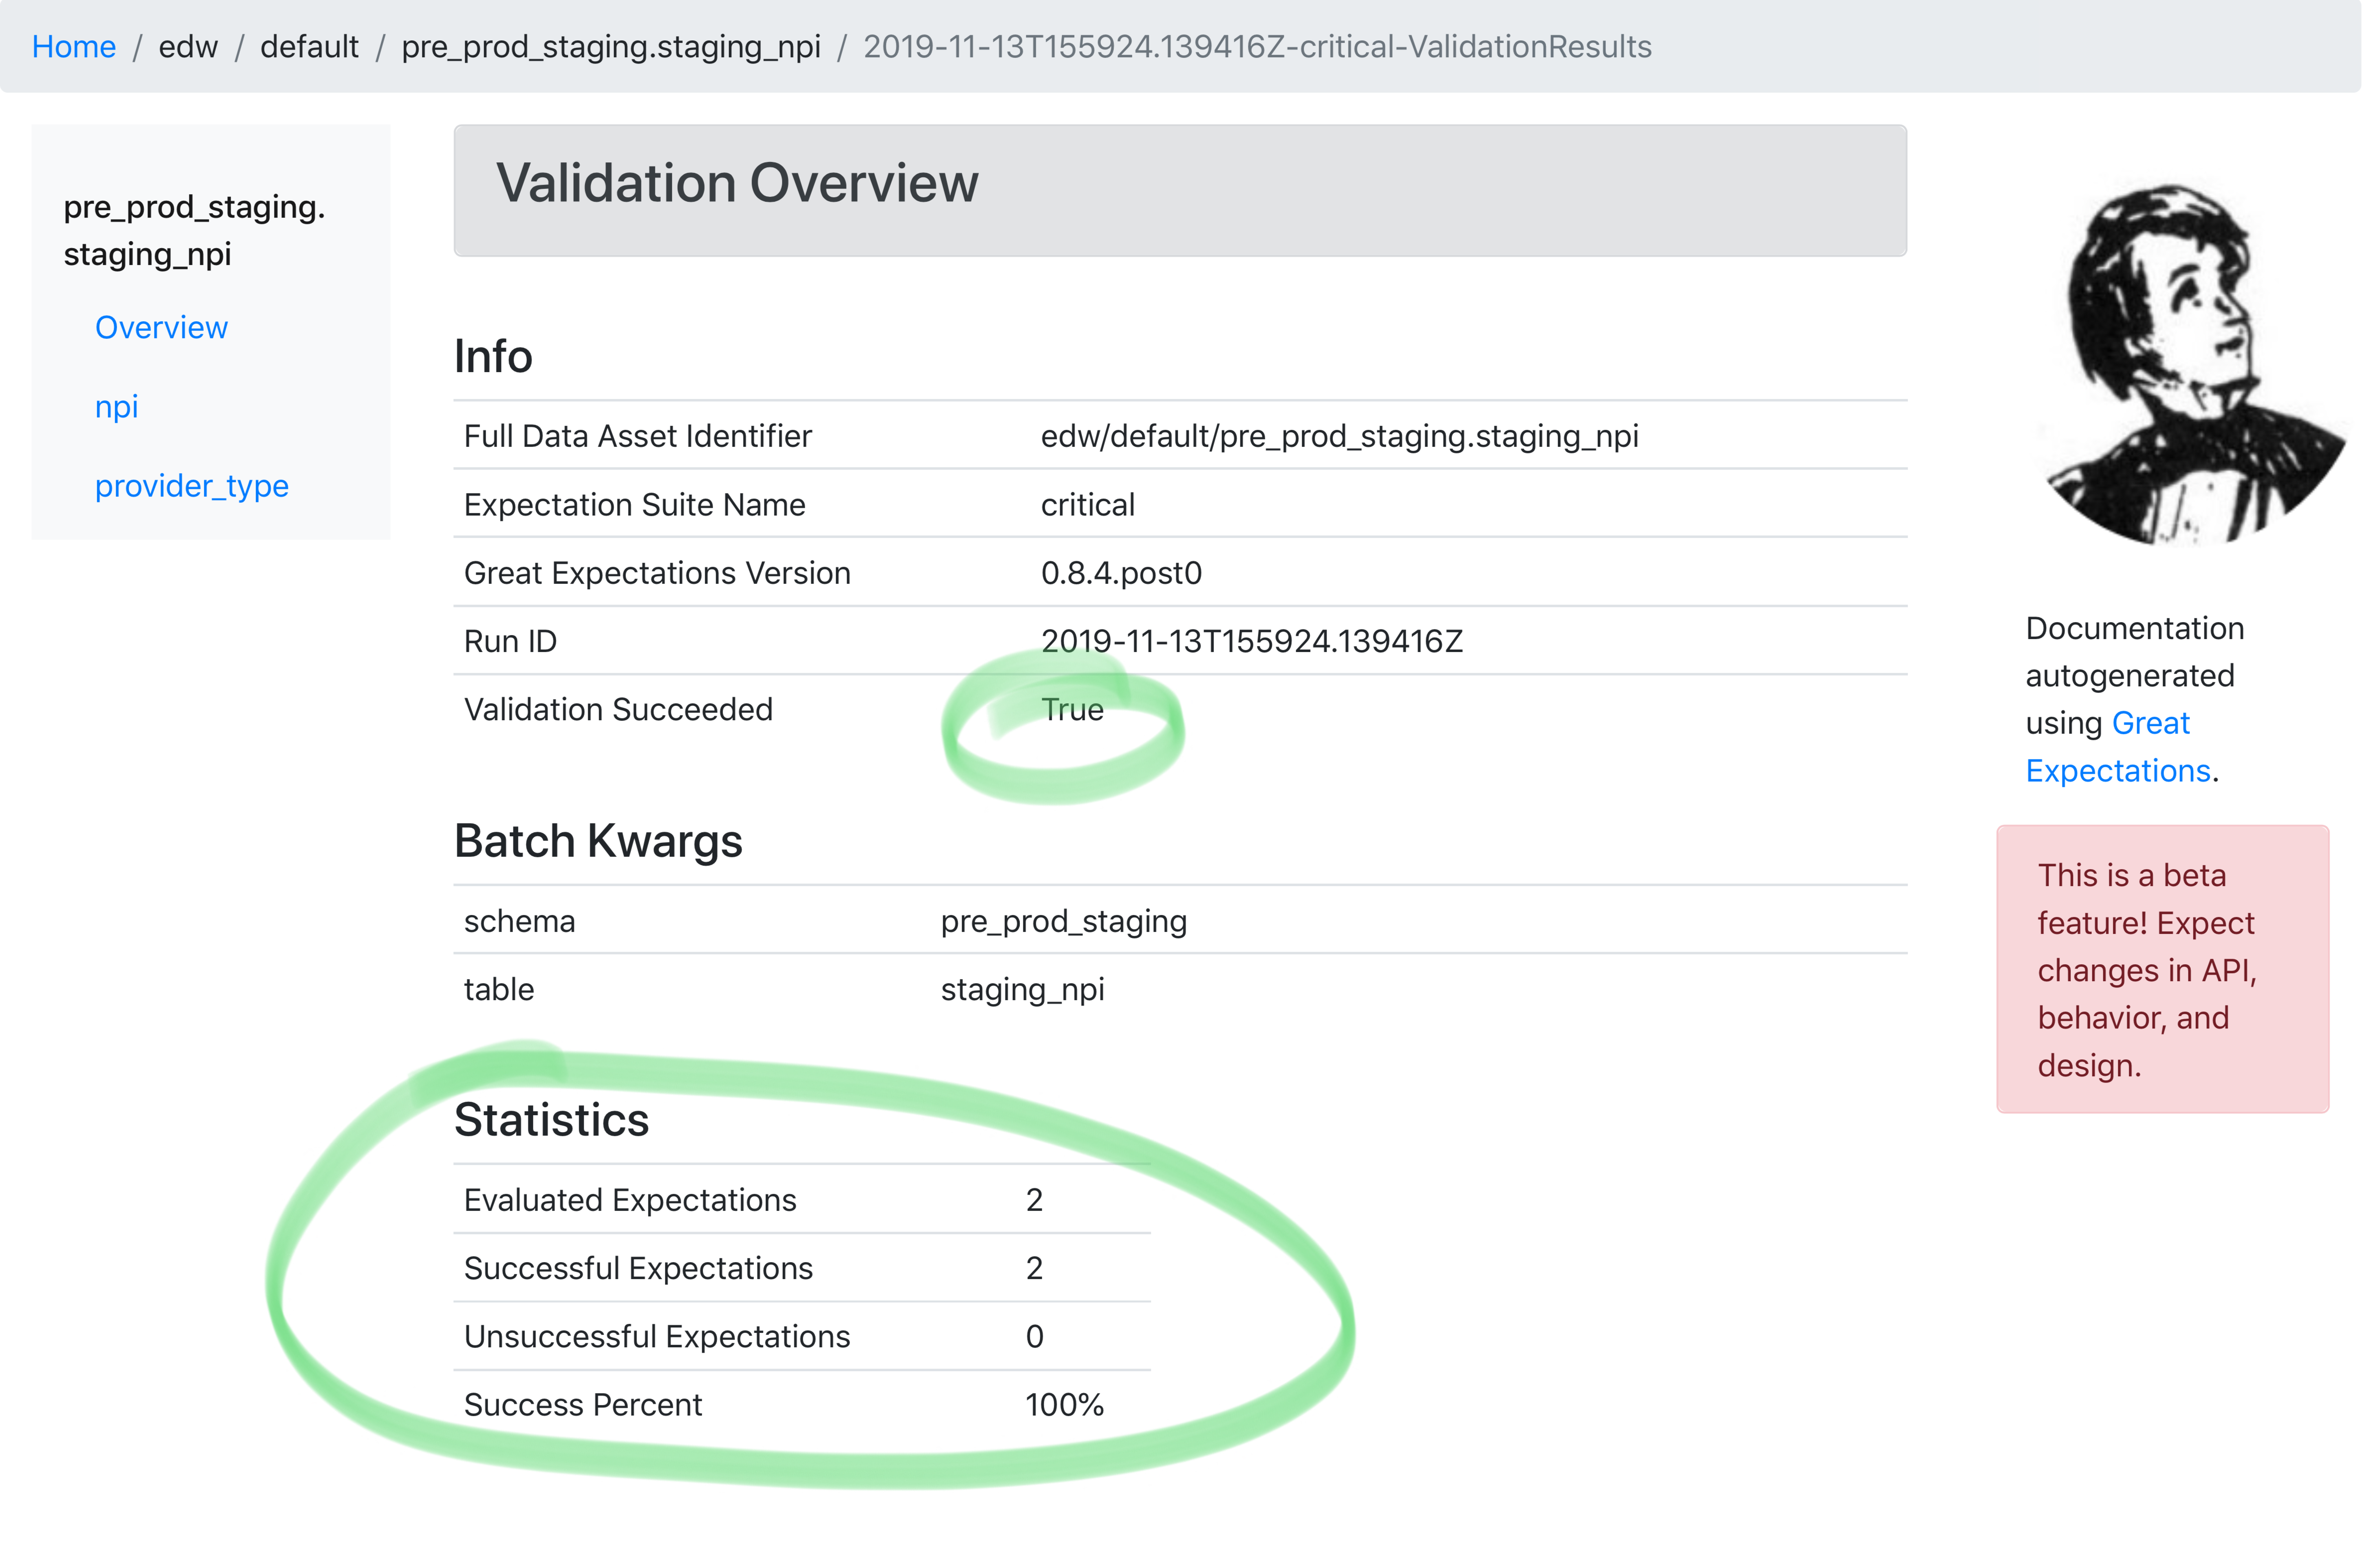 Home / edw / default / pre_prod_staging.staging_npi / 2019-11-13T155924.139416Z-critical-ValidationResults
pre_prod_staging.
staging_npi
Overview
npi
provider_type
Validation Overview
Info
Full Data Asset Identifier edw/default/pre_prod_staging.staging_npi
Expectation Suite Name critical
Great Expectations Version 0.8.4.post0
Run ID 2019-11-13T155924.139416Z
Validation Succeeded True
Batch Kwargs
schema pre_prod_staging
table staging_npi
Statistics
Evaluated Expectations 2
Successful Expectations 2
Unsuccessful Expectations 0
Success Percent 100%
Documentation
autogenerated
using Great
Expectations.
This is a beta
feature! Expect
changes in API,
behavior, and
design.